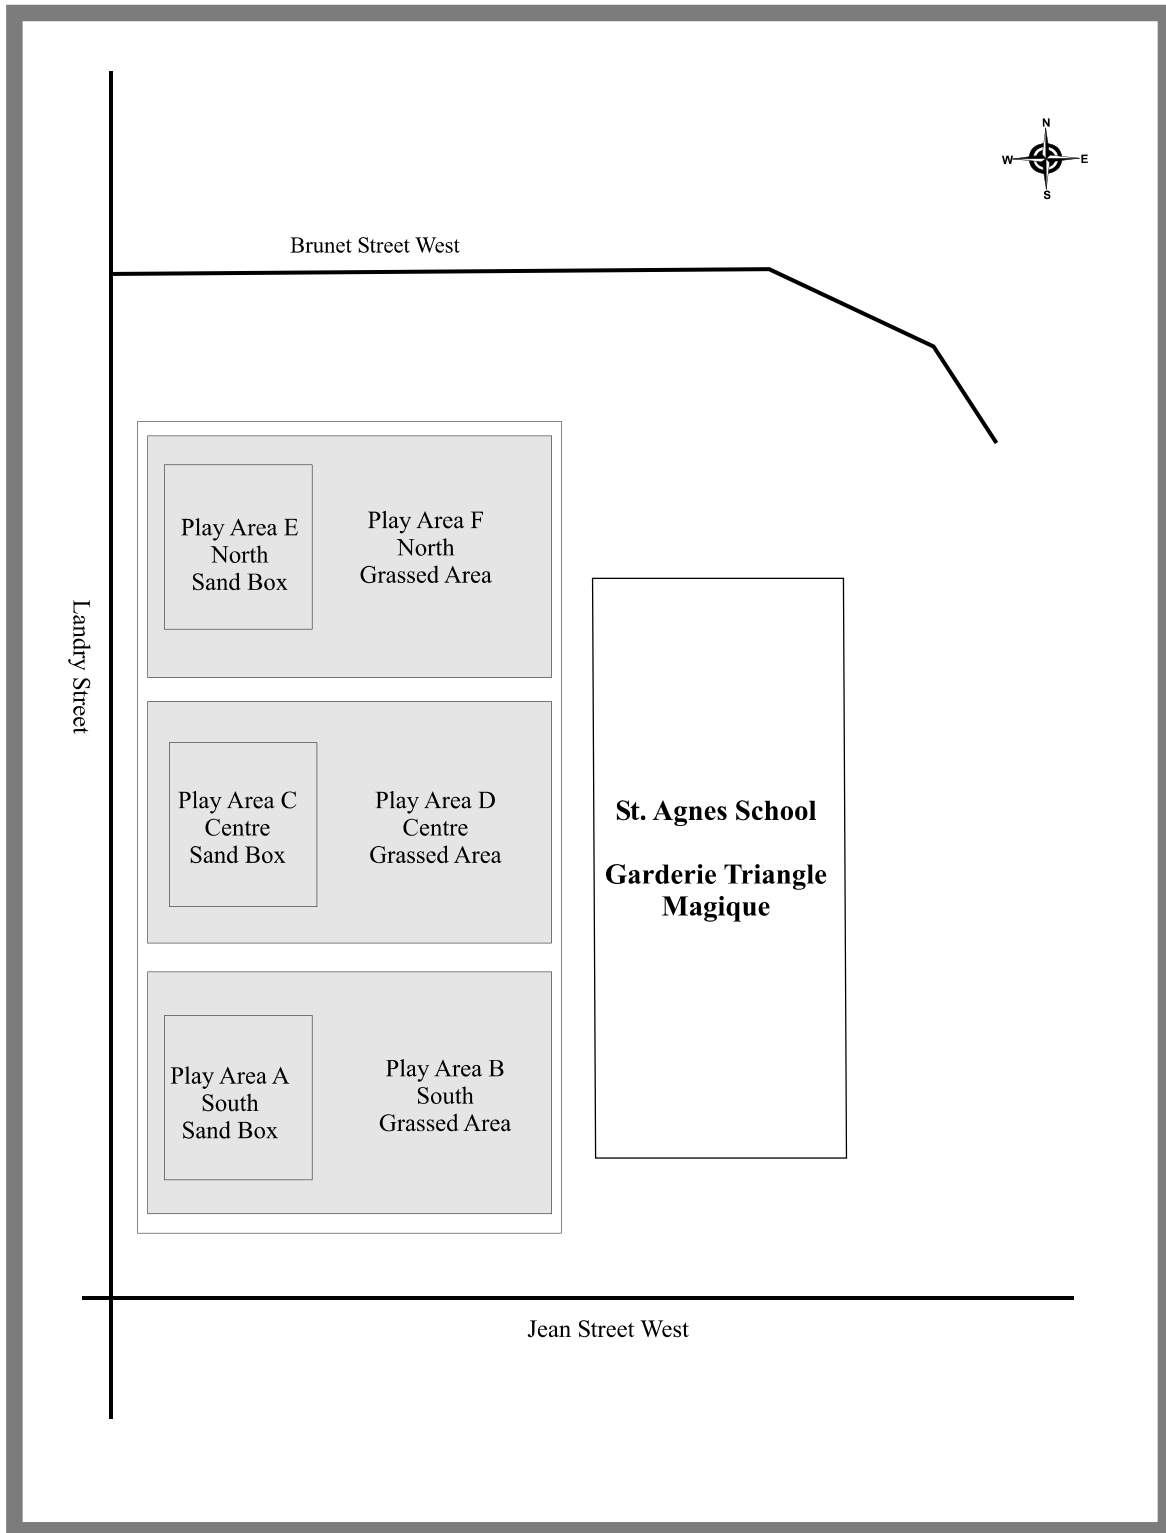 N
W E
S
Brunet Street West
Play Area E
North
Sand Box
Play Area F
North
Grassed Area
Landry Street
Play Area C
Centre
Sand Box
Play Area D
Centre
Grassed Area
St. Agnes School
Garderie Triangle
Magique
Play Area A
South
Sand Box
Play Area B
South
Grassed Area
Jean Street West